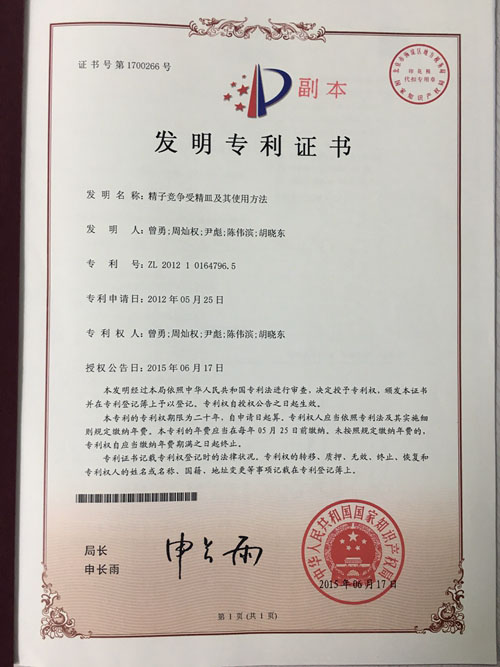 证书号第1700266号
副本
发明专利证书
发明名称：精子竞争受精皿及其使用方法
发明人：曾勇;周灿权;尹彪;陈伟滨;胡晓东
专利号：ZL 2012 1 0164796.5
专利申请日：2012年05月25日
专利权人：曾勇;周灿权;尹彪;陈伟滨;胡晓东
授权公告日：2015年06月17日
本发明经过本局依照中华人民共和国专利法进行审查，决定授予专利权，颁发本证书
并在专利登记簿上予以登记。专利权自授权公告之日起生效。
本专利的专利权期限为二十年，自申请日起算。专利权人应当依照专利法及其实施细
则规定缴纳年费。本专利的年费应当在每年05月25日前缴纳。未按照规定缴纳年费的，
专利权自应当缴纳年费期满之日起终止。
专利证书记载专利权登记时的法律状况。专利权的转移、质押、无效、终止、恢复和
专利权人的姓名或名称、国籍、地址变更等事项记载在专利登记簿上。
局长
申长雨
申长雨
中华人民共和国国家知识产权局
2015年06月17日
第1页(共1页)